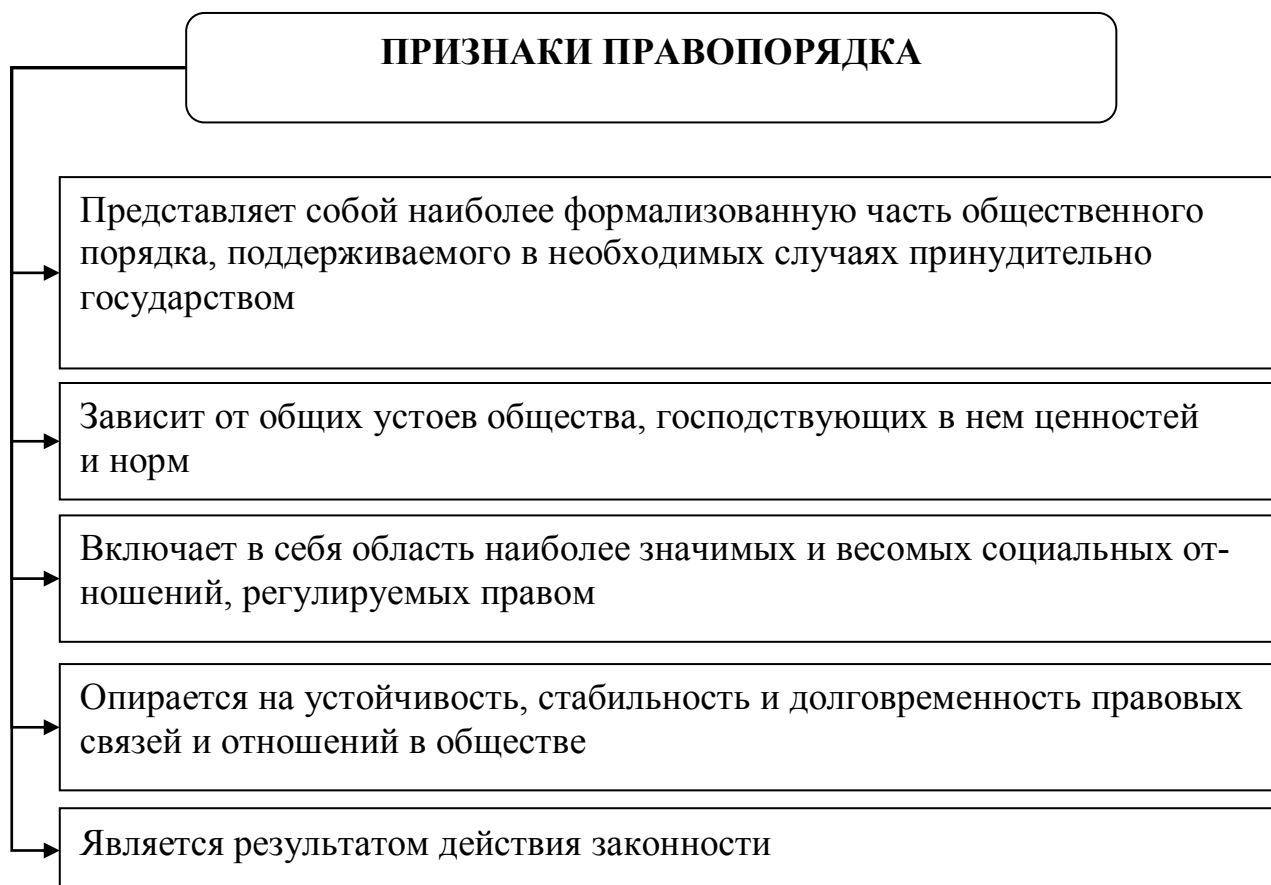 ПРИЗНАКИ ПРАВОПОРЯДКА
Представляет собой наиболее формализованную часть общественного
порядка, поддерживаемого в необходимых случаях принудительно
государством
Зависит от общих устоев общества, господствующих в нем ценностей
и норм
Включает в себя область наиболее значимых и весомых социальных от-
ношений, регулируемых правом
Опирается на устойчивость, стабильность и долговременность правовых
связей и отношений в обществе
Является результатом действия законности